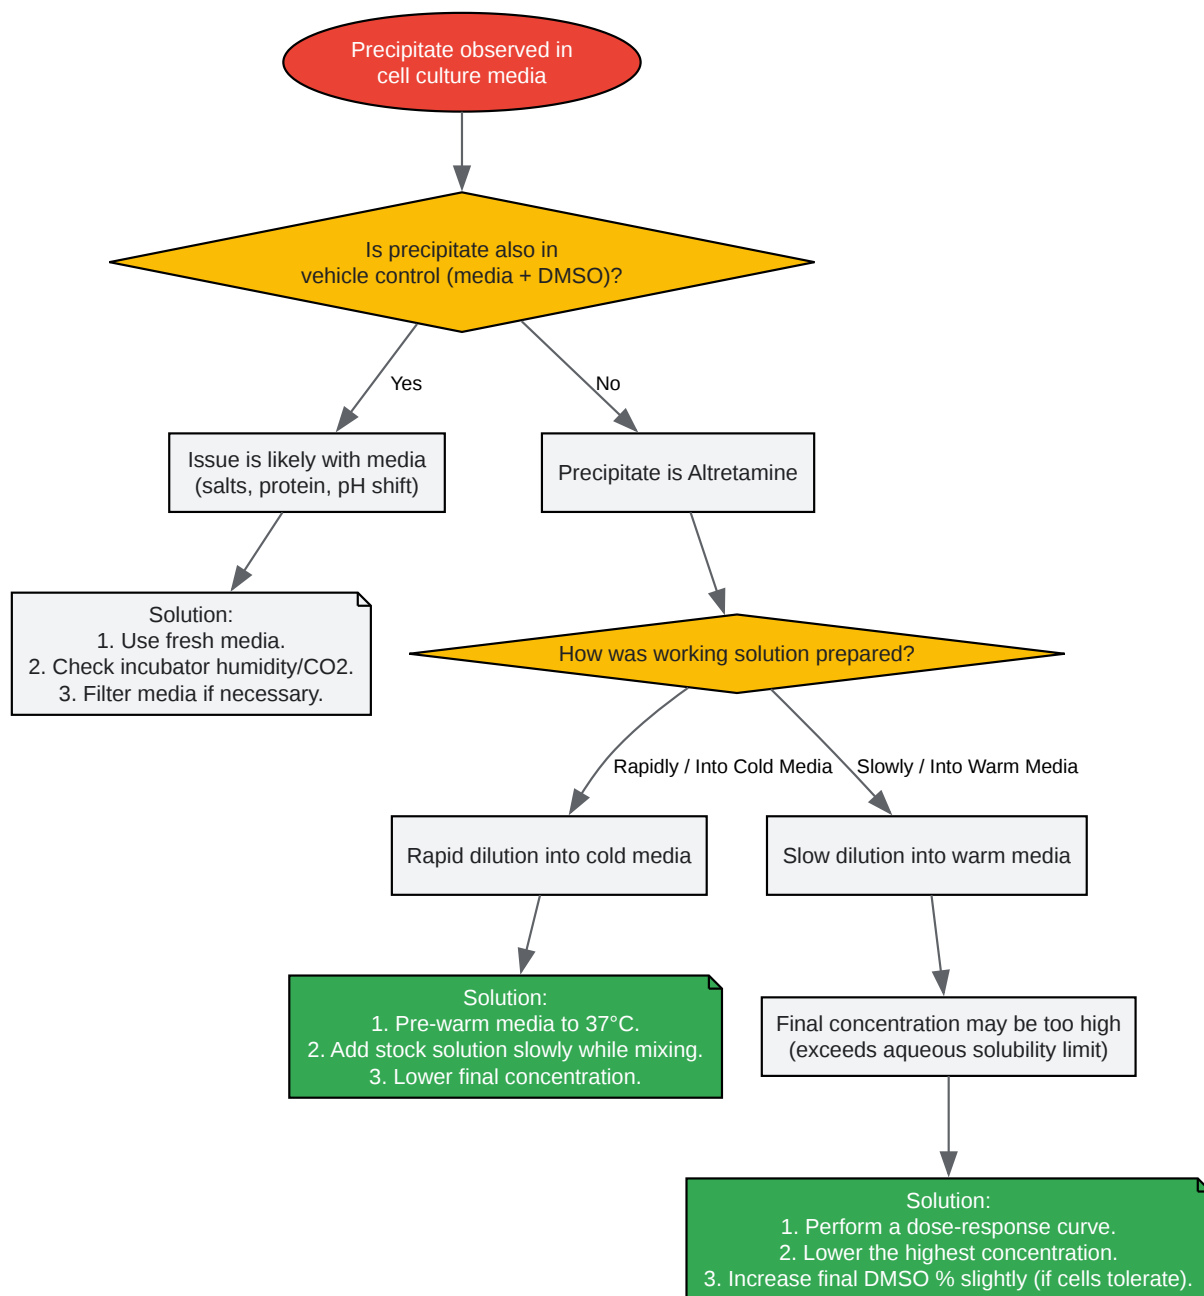 Precipitate observed in
cell culture media
Is precipitate also in
vehicle control (media + DMSO)?
Yes
No
Issue is likely with media
(salts, protein, pH shift)
Precipitate is Altretamine
Solution:
1. Use fresh media.
2. Check incubator humidity/CO2.
3. Filter media if necessary.
How was working solution prepared?
Rapidly / Into Cold Media
Slowly / Into Warm Media
Rapid dilution into cold media
Slow dilution into warm media
Solution:
1. Pre-warm media to 37°C.
2. Add stock solution slowly while mixing.
3. Lower final concentration.
Final concentration may be too high
(exceeds aqueous solubility limit)
Solution:
1. Perform a dose-response curve.
2. Lower the highest concentration.
3. Increase final DMSO % slightly (if cells tolerate).